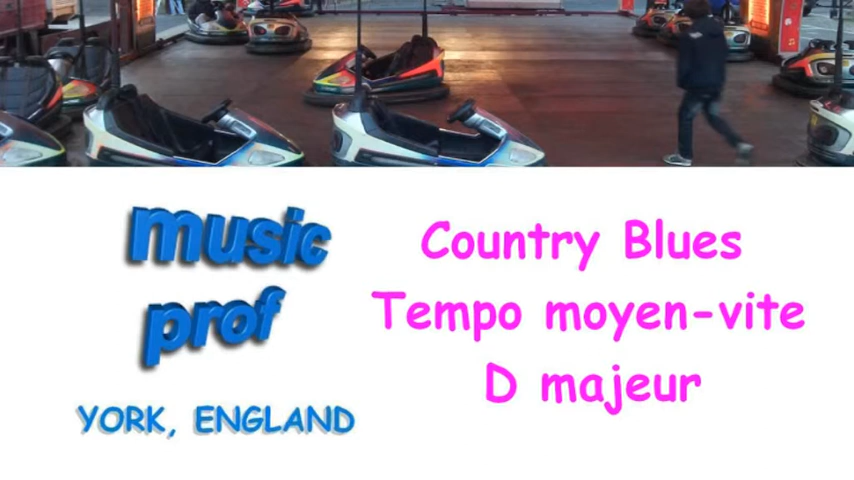 music
prof
YORK, ENGLAND
Country Blues
Tempo moyen-vite
D majeur